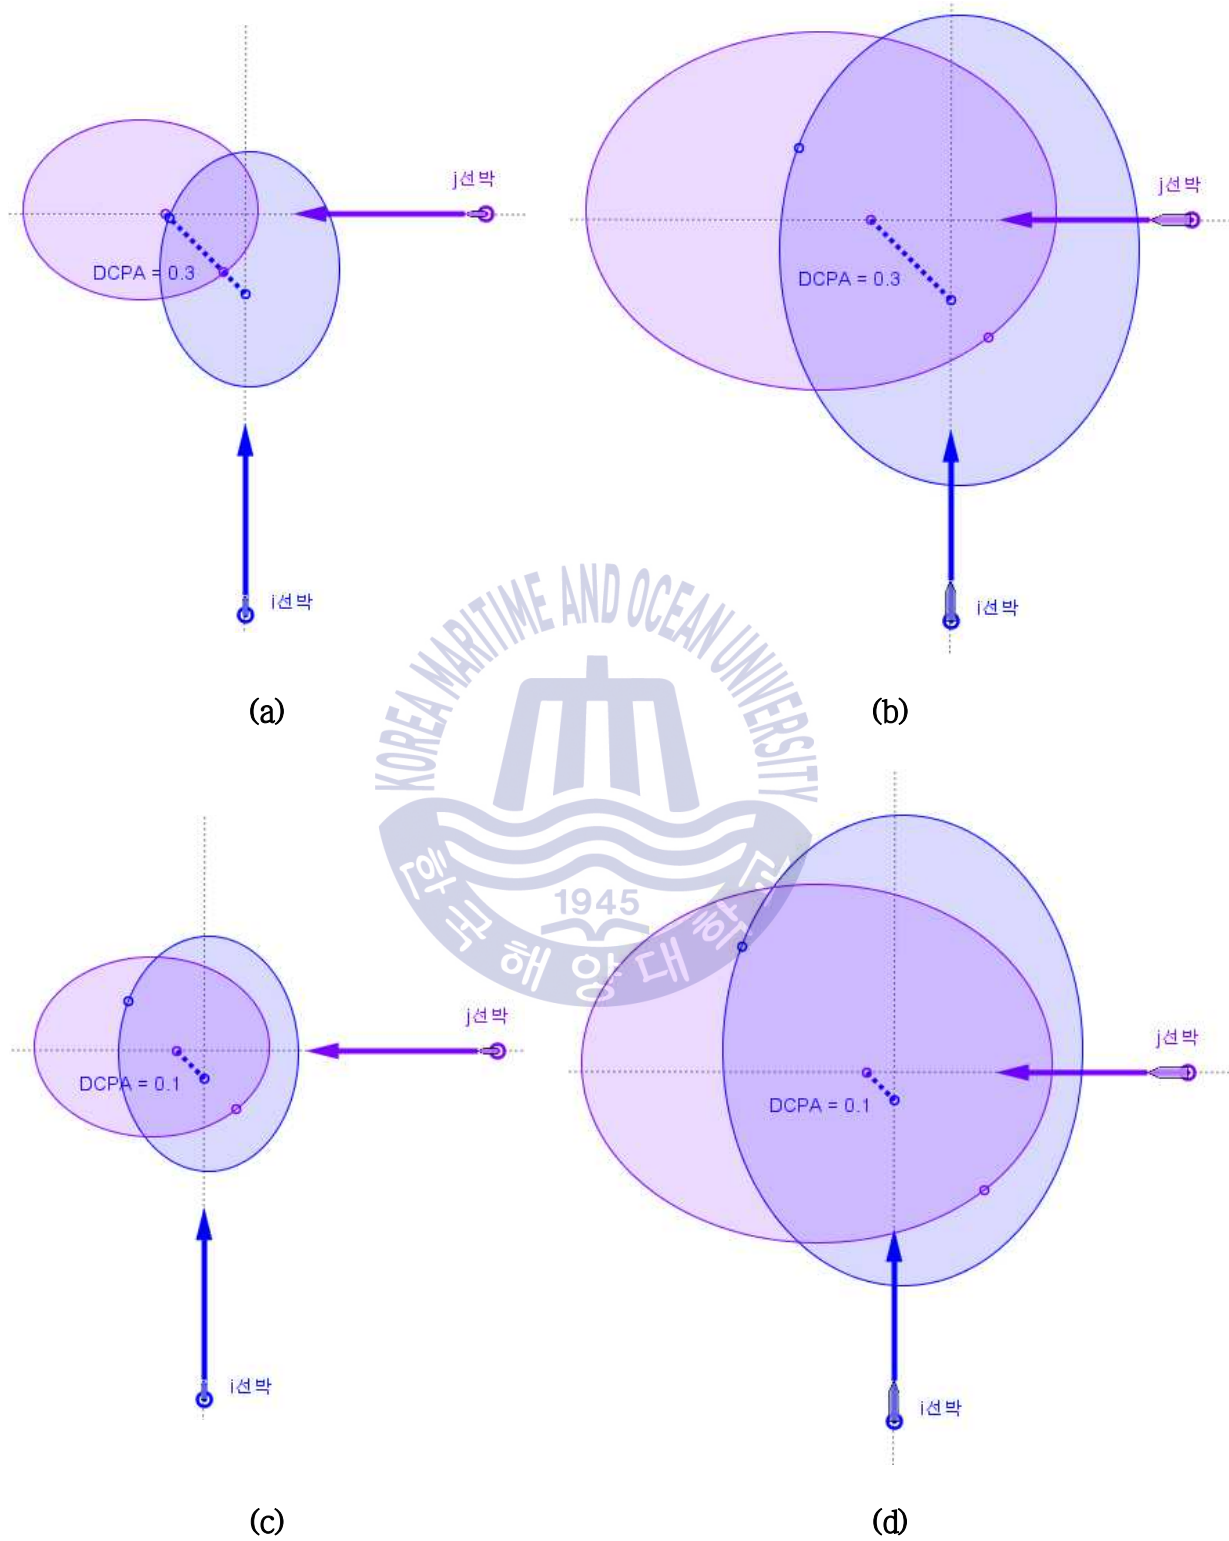 j선박
DCPA = 0.3
i선박
(a)
j선박
DCPA = 0.3
i선박
(b)
KOREA MARITIME AND OCEAN UNIVERSITY
1945
한국해양대학교
j선박
DCPA = 0.1
i선박
(c)
j선박
DCPA = 0.1
i선박
(d)